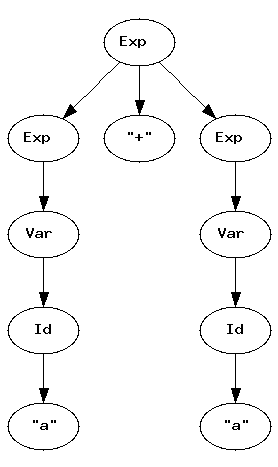 Exp
Exp "+" Exp
Var Var
Id Id
"a" "a"